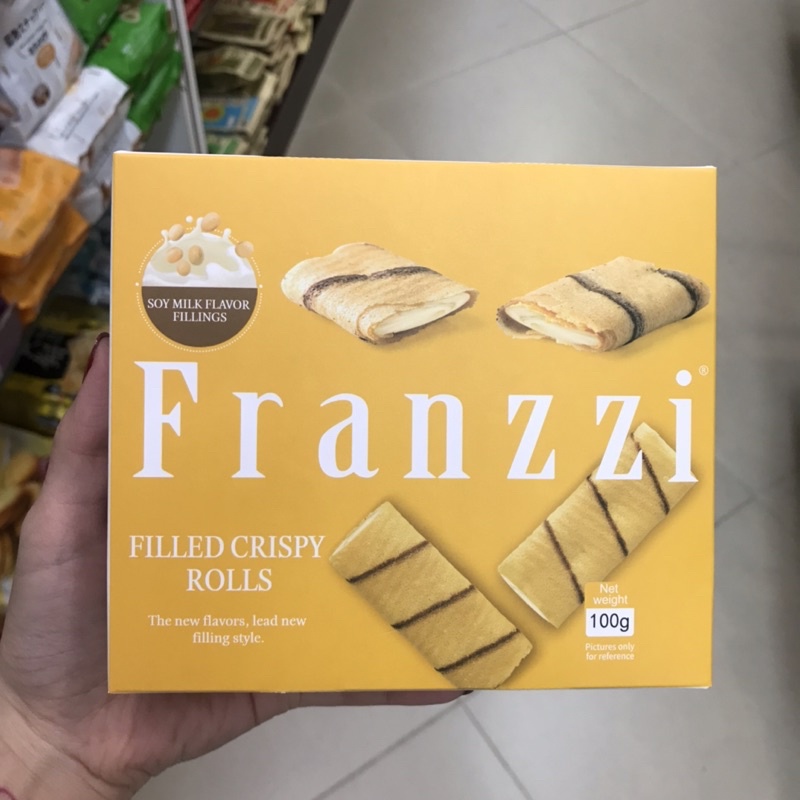 SOY MILK FLAVOR
FILLINGS
Franzzi®
FILLED CRISPY
ROLLS
The new flavors, lead new
filling style.
Net
weight
100g
Pictures only
for reference